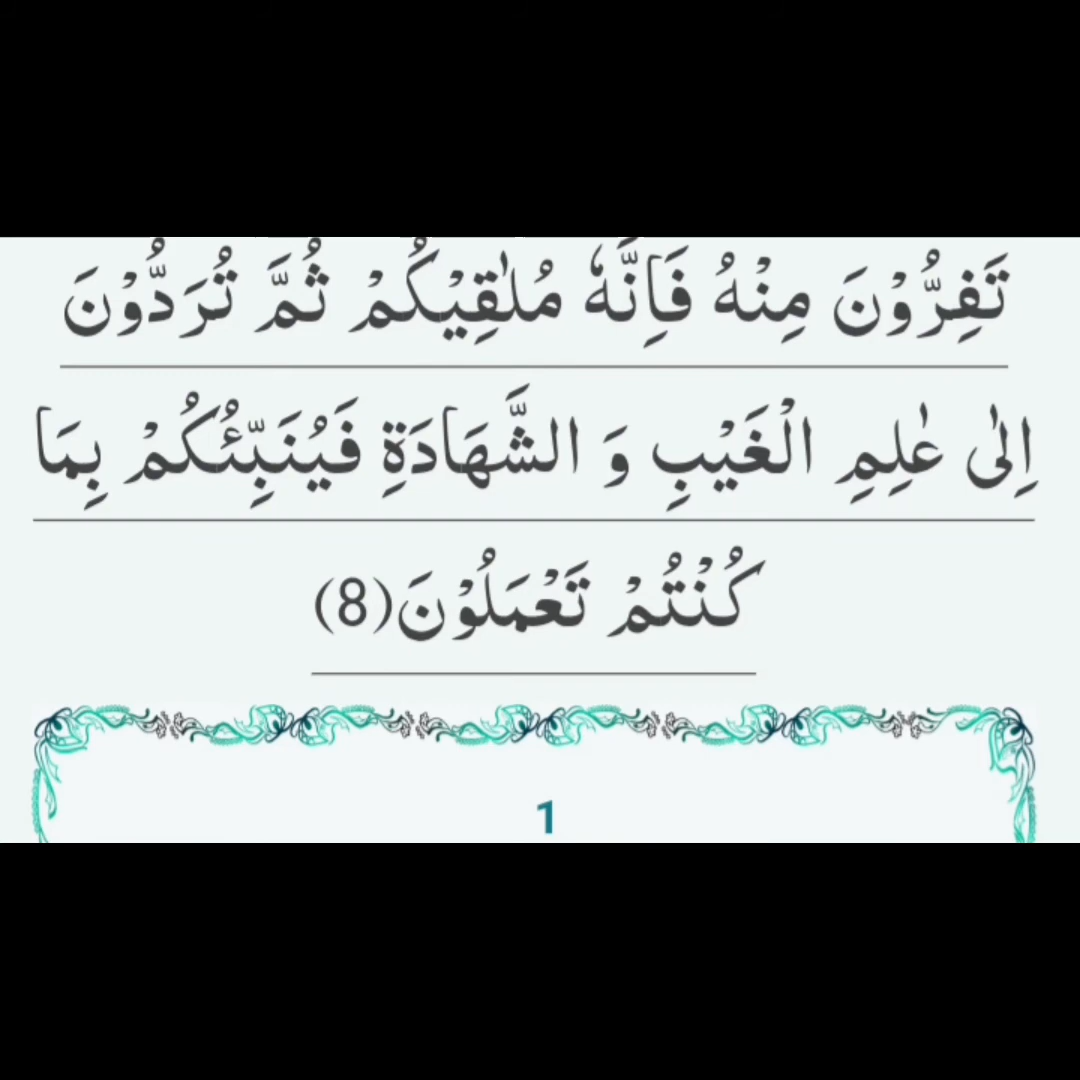 تَفِرُّوْنَ مِنْهُ فَاِنَّهٗ مُلٰقِیْكُمْ ثُمَّ تُرَدُّوْنَ
اِلٰى عٰلِمِ الْغَیْبِ وَ الشَّهَادَةِ فَیُنَبِّئُكُمْ بِمَا
كُنْتُمْ تَعْمَلُوْنَ(8)
1